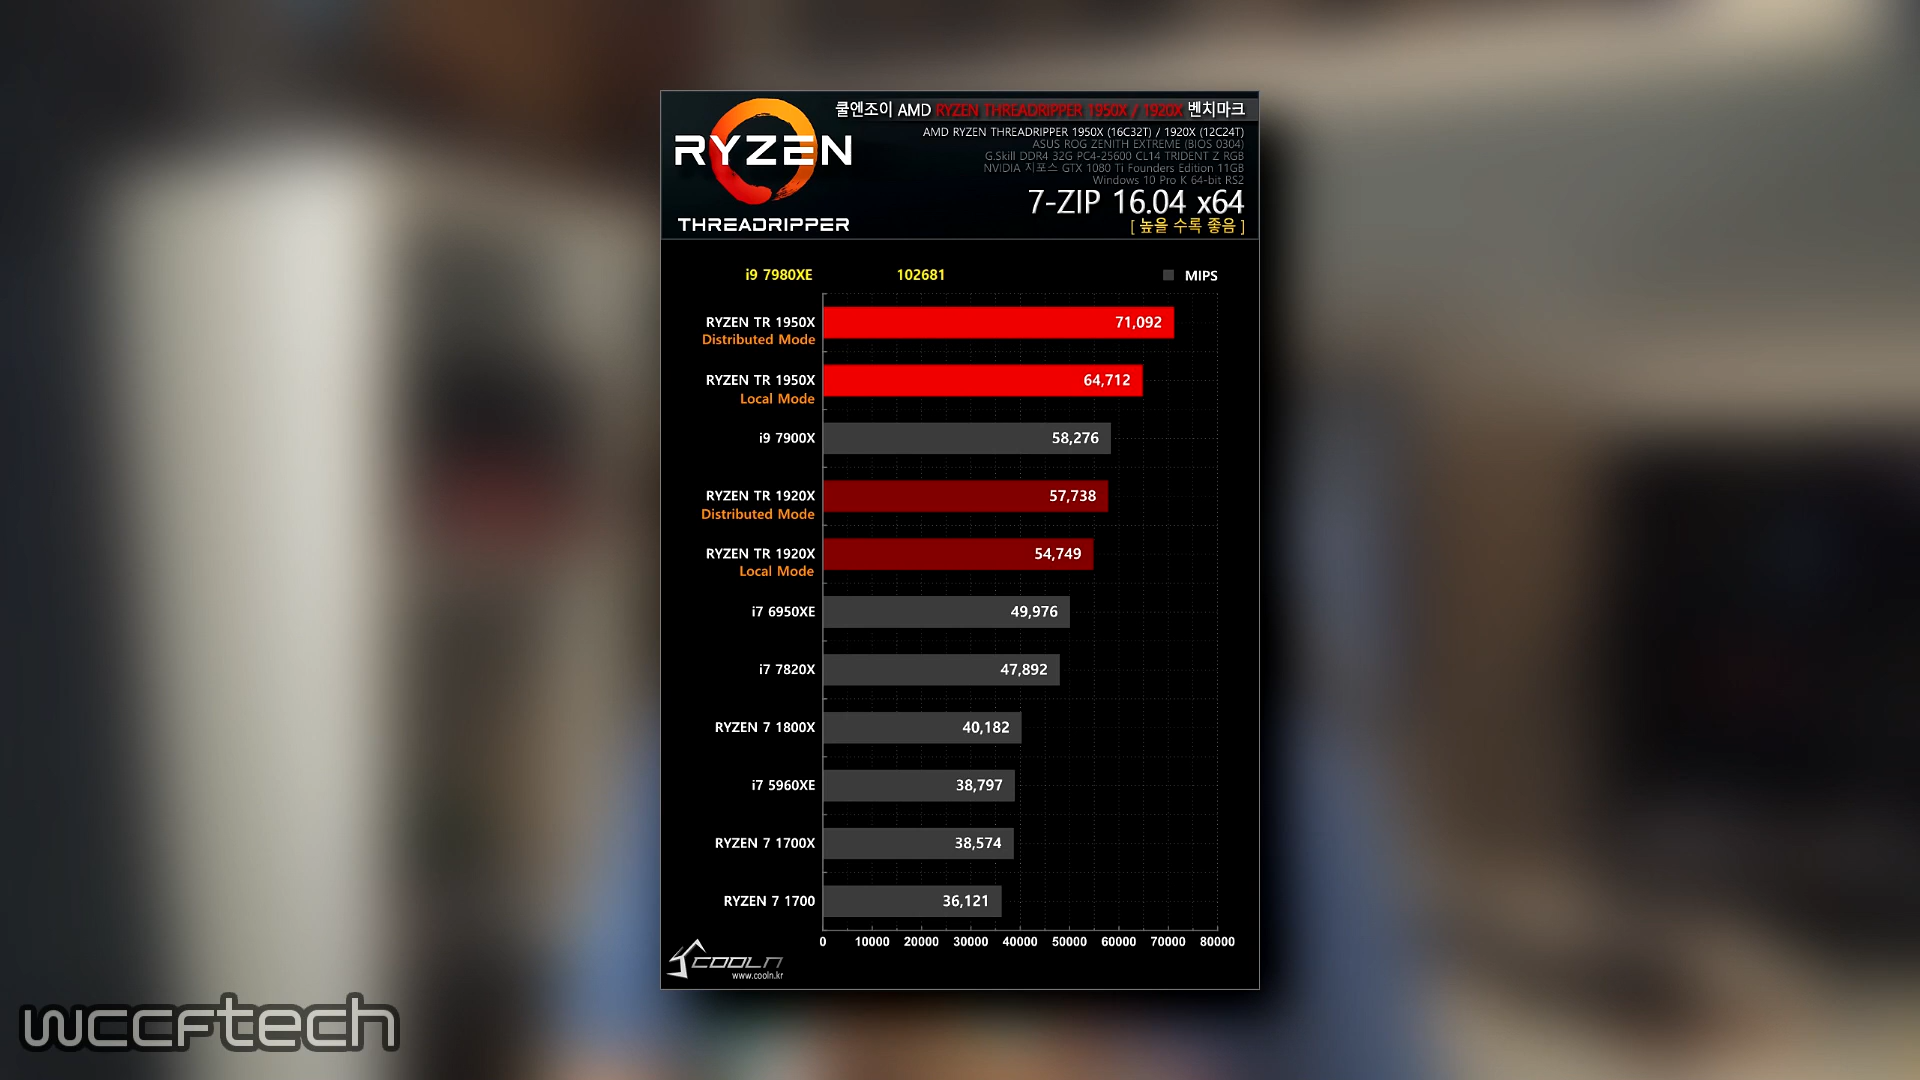 쿨엔조이 AMD RYZEN THREADRIPPER 1950X / 1920X 벤치마크
AMD RYZEN THREADRIPPER 1950X (16C32T) / 1920X (12C24T)
ASUS ROG ZENITH EXTREME (BIOS 0304)
G.Skill DDR4 32G PC4-25600 CL14 TRIDENT Z RGB
NVIDIA 지포스 GTX 1080 Ti Founders Edition 11GB
Windows 10 Pro K 64-bit RS2
7-ZIP 16.04 x64
[ 높을 수록 좋음 ]
RYZEN
THREADRIPPER
i9 7980XE 102681
MIPS
RYZEN TR 1950X 71,092
Distributed Mode
RYZEN TR 1950X 64,712
Local Mode
i9 7900X 58,276
RYZEN TR 1920X 57,738
Distributed Mode
RYZEN TR 1920X 54,749
Local Mode
i7 6950XE 49,976
i7 7820X 47,892
RYZEN 7 1800X 40,182
i7 5960XE 38,797
RYZEN 7 1700X 38,574
RYZEN 7 1700 36,121
0 10000 20000 30000 40000 50000 60000 70000 80000
COOLN
www.cooln.kr
wccftech